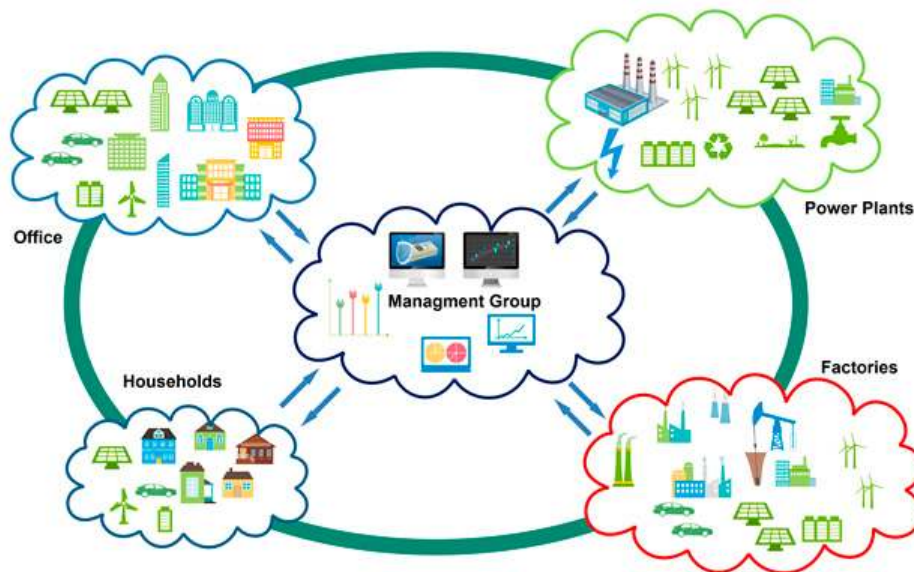 Office
Power Plants
Managment Group
Households
Factories